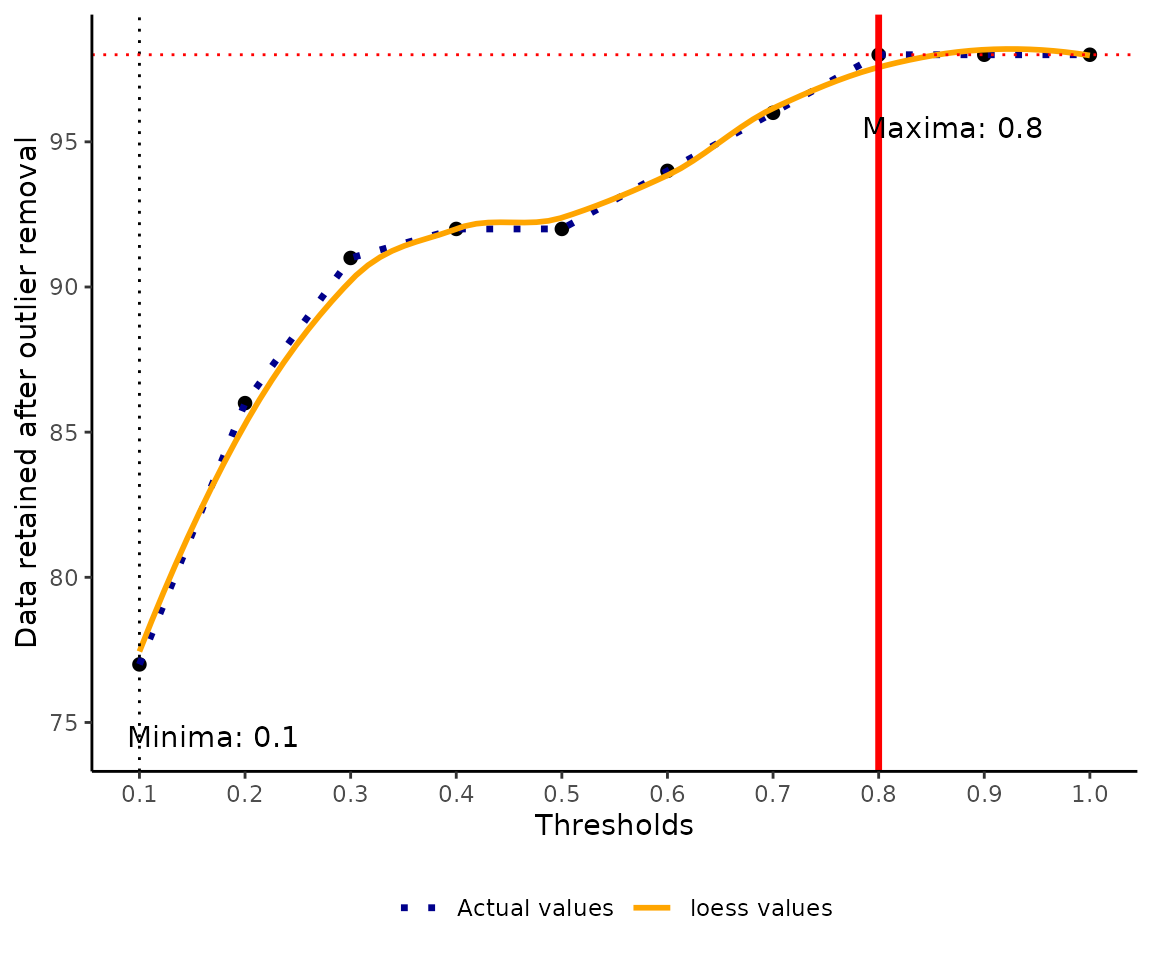 Data retained after outlier removal
95
90
85
80
75
Maxima: 0.8
Minima: 0.1
0.1 0.2 0.3 0.4 0.5 0.6 0.7 0.8 0.9 1.0
Thresholds
Actual values loess values